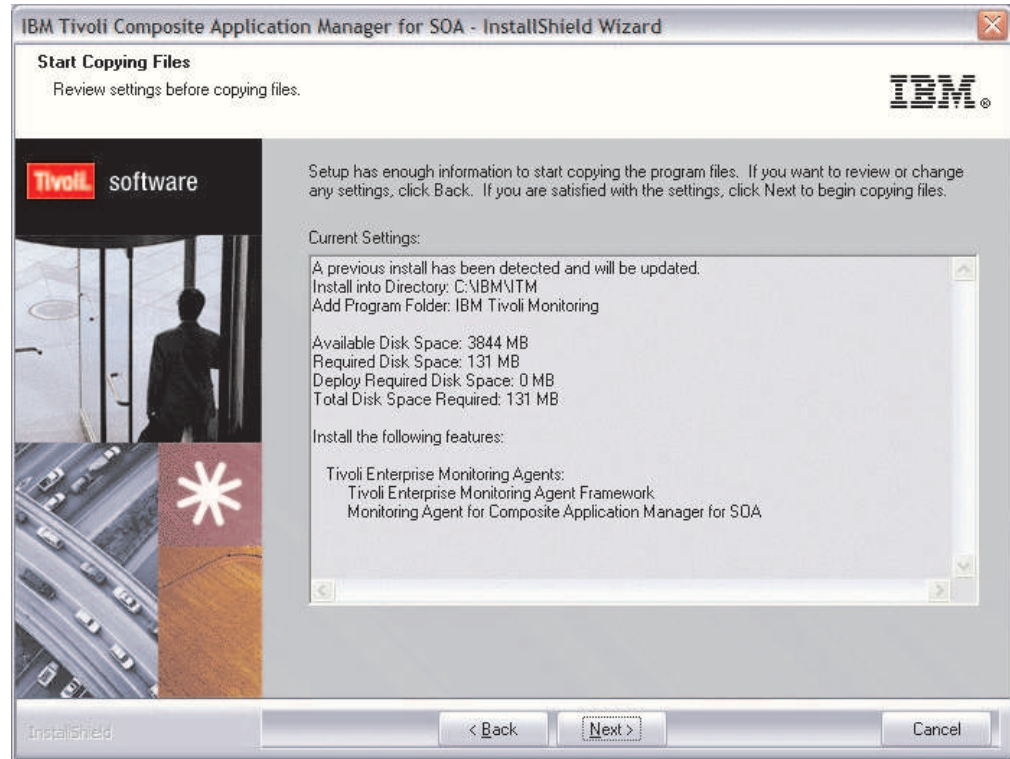 IBM Tivoli Composite Application Manager for SOA - InstallShield Wizard
Start Copying Files
Review settings before copying files.
IBM®
Tivoli. software
Setup has enough information to start copying the program files. If you want to review or change
any settings, click Back. If you are satisfied with the settings, click Next to begin copying files.
Current Settings:
A previous install has been detected and will be updated.
Install into Directory: C:\IBM\ITM
Add Program Folder: IBM Tivoli Monitoring
Available Disk Space: 3844 MB
Required Disk Space: 131 MB
Deploy Required Disk Space: 0 MB
Total Disk Space Required: 131 MB
Install the following features:
Tivoli Enterprise Monitoring Agents:
Tivoli Enterprise Monitoring Agent Framework
Monitoring Agent for Composite Application Manager for SOA
InstallShield
< Back
Next >
Cancel